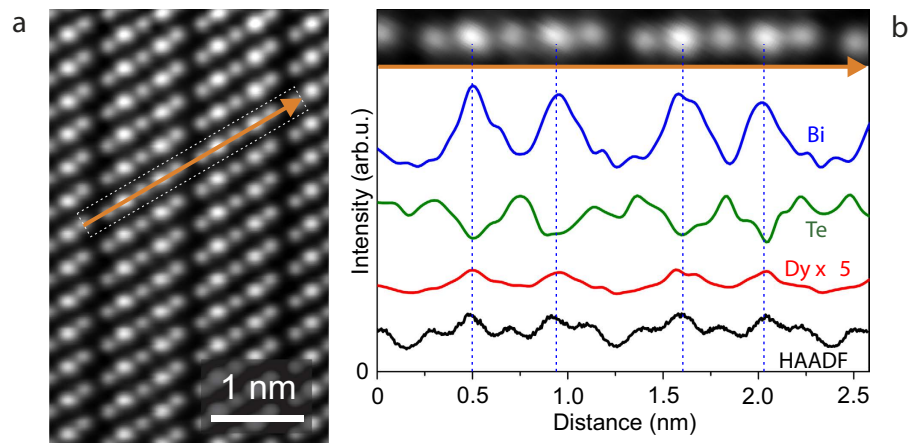 a
1 nm
b
Bi
Te
Dy x 5
HAADF
Intensity (arb.u.)
0
0 0.5 1.0 1.5 2.0 2.5
Distance (nm)